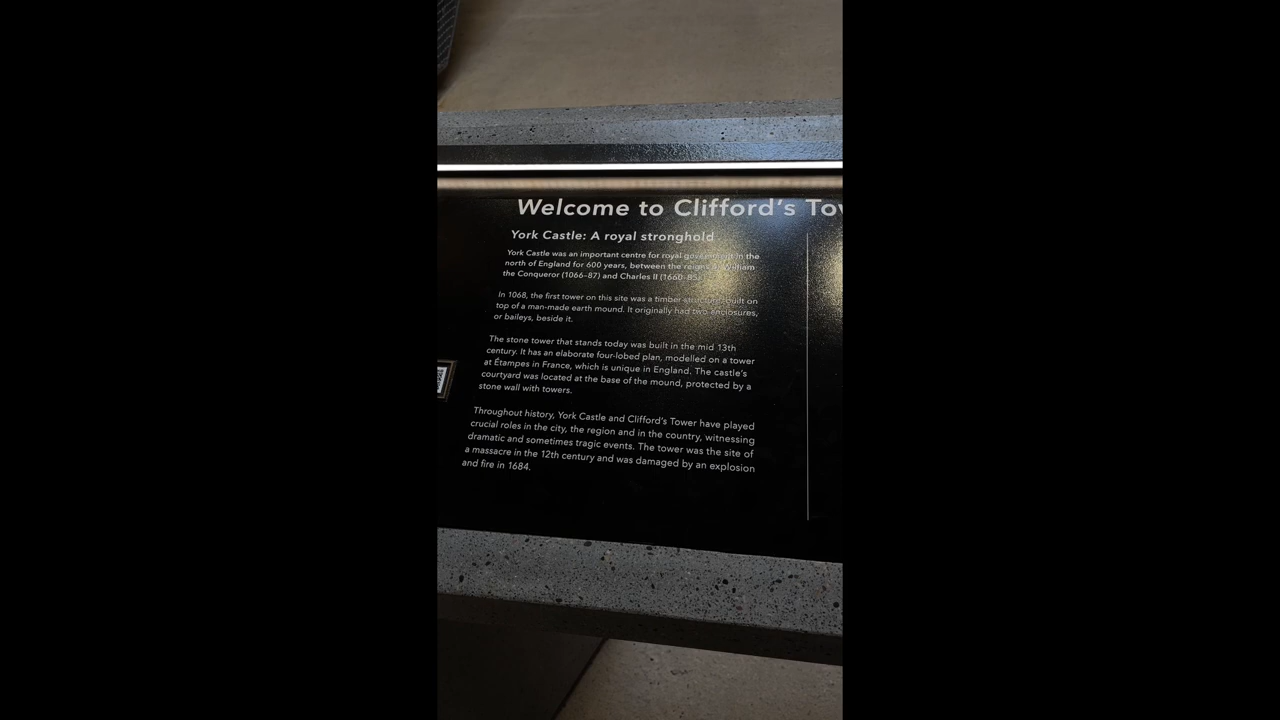 Welcome to Clifford's
York Castle: A royal stronghold
York Castle was an important centre for royal government in the
north of England for 600 years, between the reigns of William
the Conqueror (1066–87) and Charles II (1660–85).
In 1068, the first tower on this site was a timber structure built on
top of a man-made earth mound. It originally had two enclosures,
or baileys, beside it.
The stone tower that stands today was built in the mid 13th
century. It has an elaborate four-lobed plan, modelled on a tower
at Étampes in France, which is unique in England. The castle's
courtyard was located at the base of the mound, protected by a
stone wall with towers.
Throughout history, York Castle and Clifford's Tower have played
crucial roles in the city, the region and in the country, witnessing
dramatic and sometimes tragic events. The tower was the site of
a massacre in the 12th century and was damaged by an explosion
and fire in 1684.